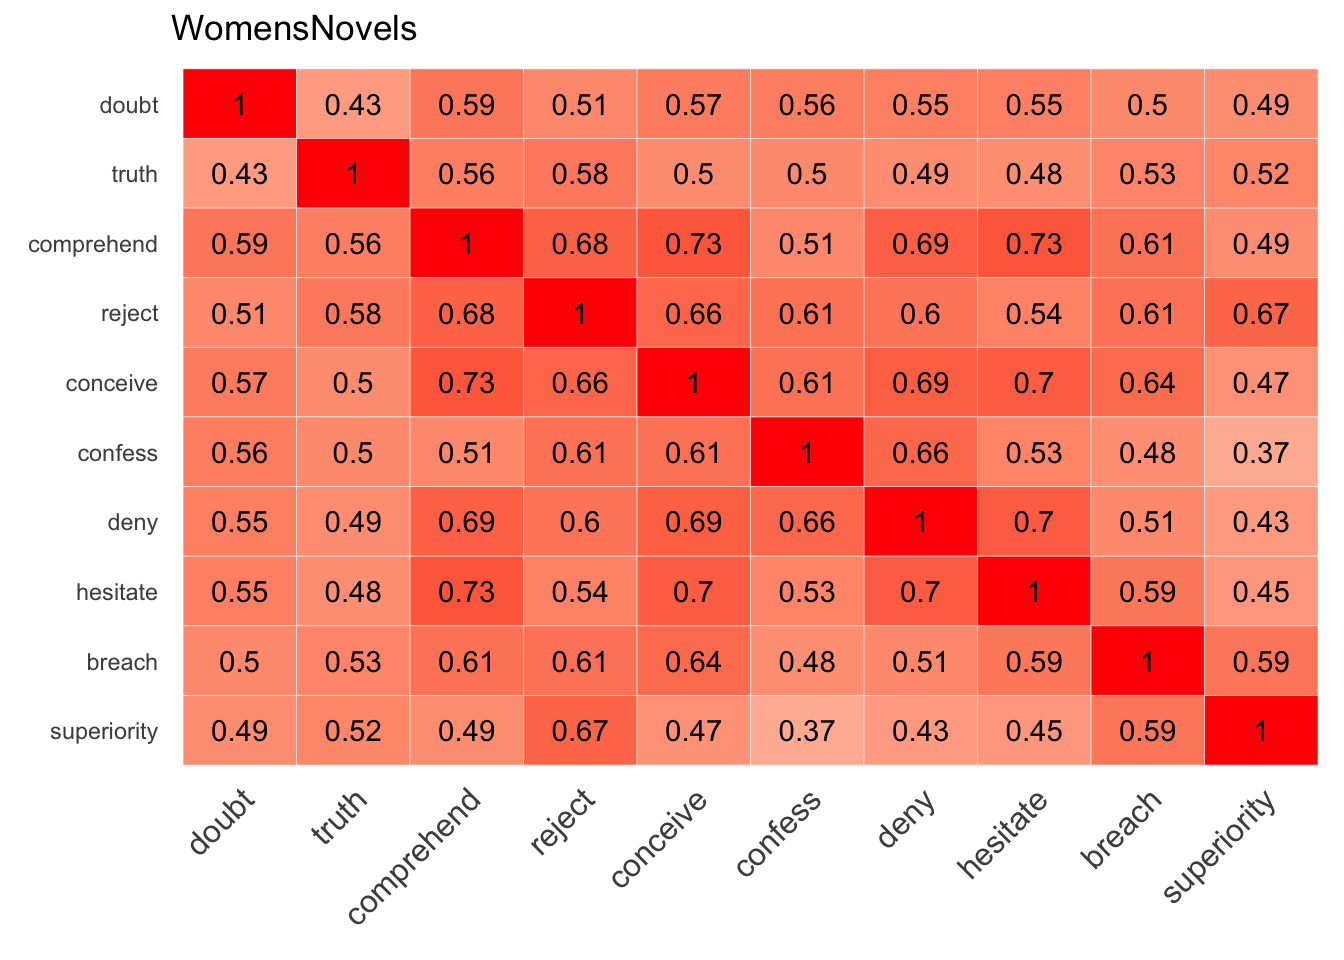 WomensNovels
doubt 1 0.43 0.59 0.51 0.57 0.56 0.55 0.55 0.5 0.49
truth 0.43 1 0.56 0.58 0.5 0.5 0.49 0.48 0.53 0.52
comprehend 0.59 0.56 1 0.68 0.73 0.51 0.69 0.73 0.61 0.49
reject 0.51 0.58 0.68 1 0.66 0.61 0.6 0.54 0.61 0.67
conceive 0.57 0.5 0.73 0.66 1 0.61 0.69 0.7 0.64 0.47
confess 0.56 0.5 0.51 0.61 0.61 1 0.66 0.53 0.48 0.37
deny 0.55 0.49 0.69 0.6 0.69 0.66 1 0.7 0.51 0.43
hesitate 0.55 0.48 0.73 0.54 0.7 0.53 0.7 1 0.59 0.45
breach 0.5 0.53 0.61 0.61 0.64 0.48 0.51 0.59 1 0.59
superiority 0.49 0.52 0.49 0.67 0.47 0.37 0.43 0.45 0.59 1
doubt truth comprehend reject conceive confess deny hesitate breach superiority